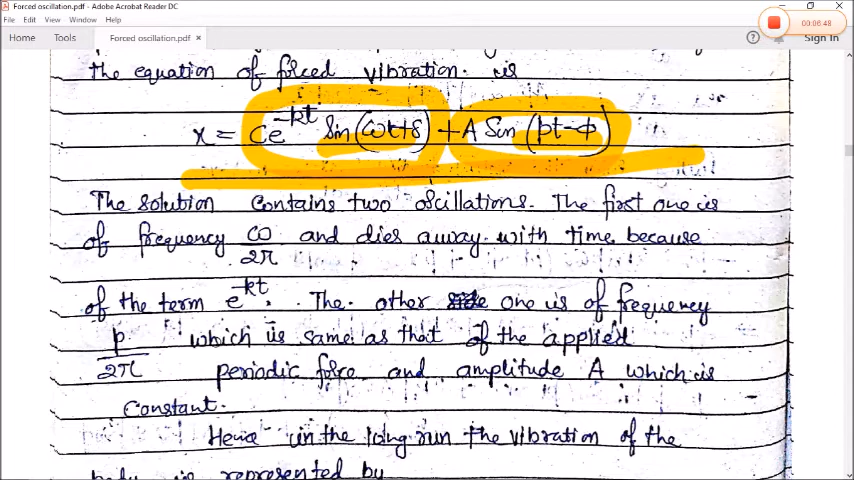 Forced oscillation.pdf - Adobe Acrobat Reader DC
File Edit View Window Help
00:06:48
Home Tools Forced oscillation.pdf × Sign In
the equation of forced vibration is
x = Ce^-kt Sin(ωt+δ) + A Sin (pt-φ)
The solution contains two oscillations. The first one is
of frequency ω/2π and dies away with time because
of the term e^-kt. The other one is of frequency
p/2π which is same as that of the applied
periodic force and amplitude A which is
Constant.
Hence in the long run the vibration of the
body is represented by